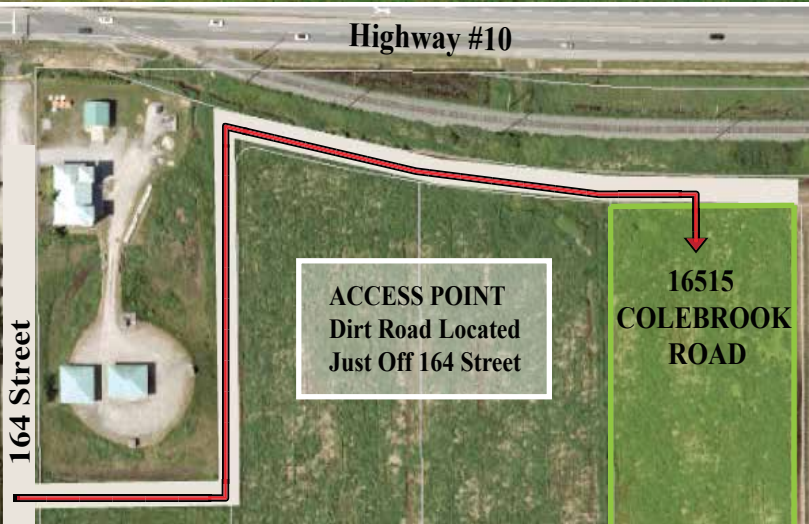 Highway #10
ACCESS POINT
Dirt Road Located
Just Off 164 Street
16515
COLEBROOK
ROAD
164 Street